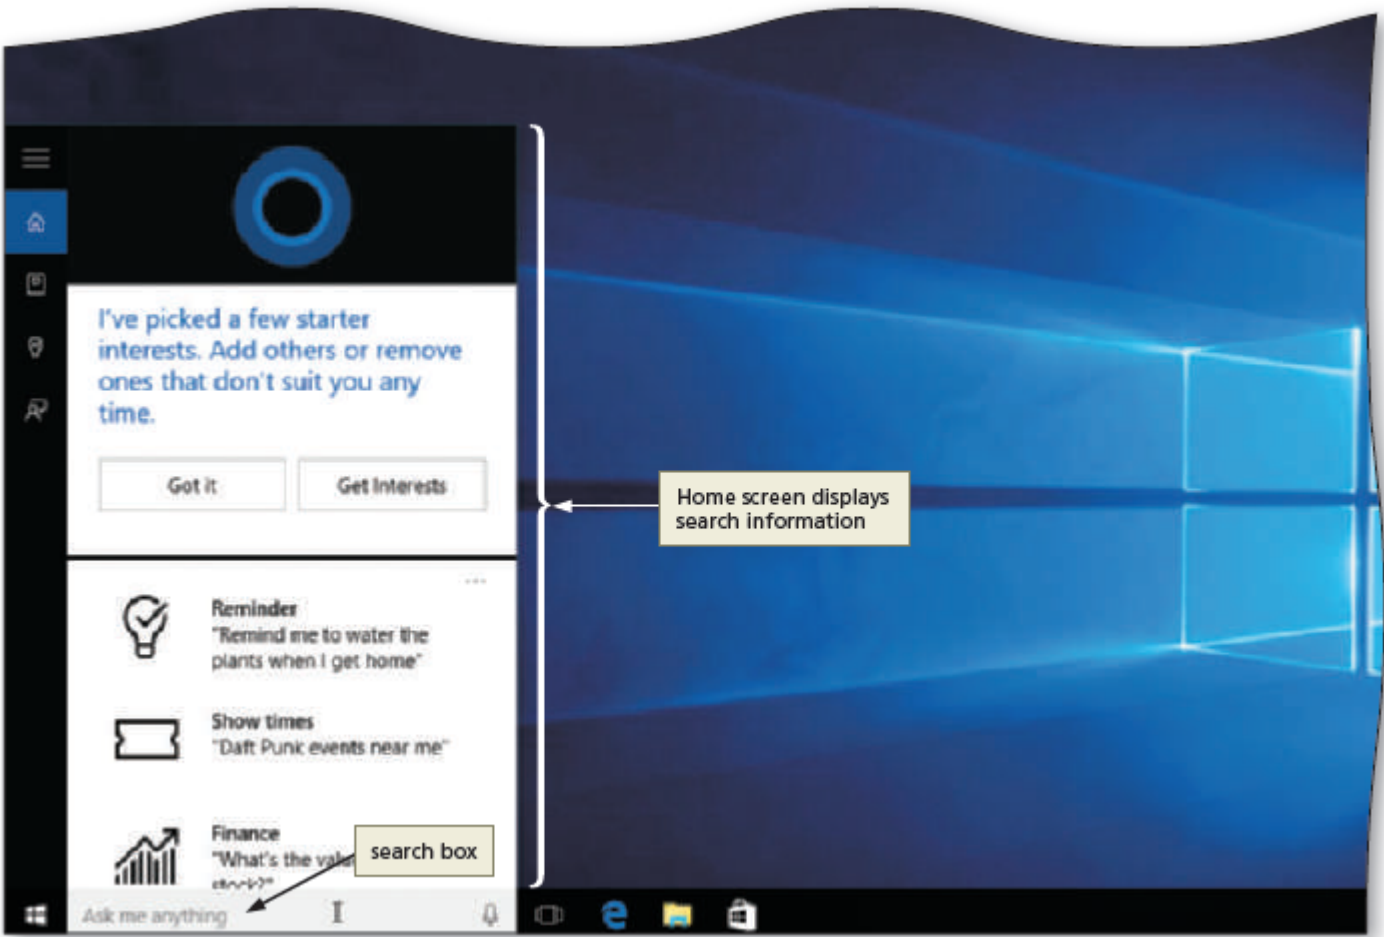 I've picked a few starter
interests. Add others or remove
ones that don't suit you any
time.
Got it
Get Interests
Home screen displays
search information
Reminder
"Remind me to water the
plants when I get home"
Show times
"Daft Punk events near me"
Finance
"What's the
search box
stock?"
Ask me anything